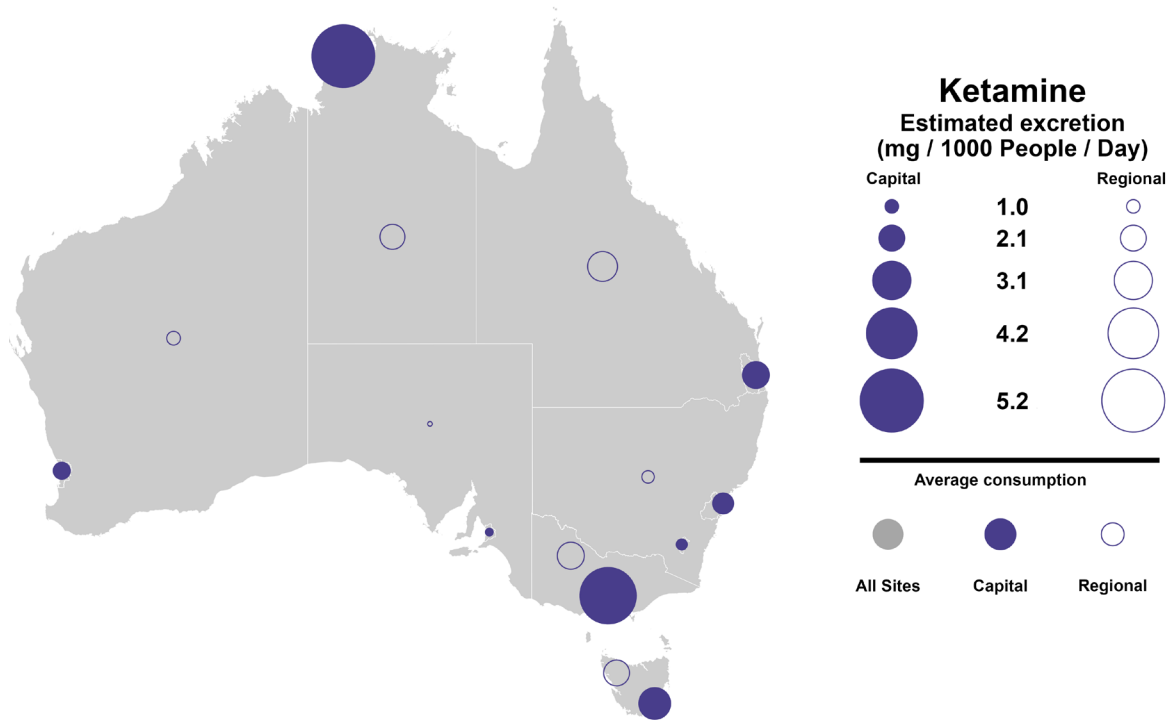 Ketamine
Estimated excretion
(mg / 1000 People / Day)
Capital Regional
1.0
2.1
3.1
4.2
5.2
Average consumption
All Sites Capital Regional